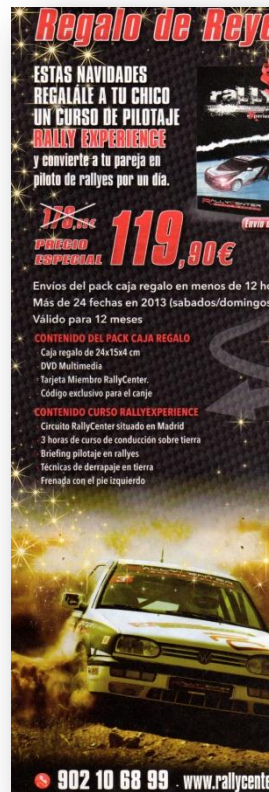 Regalo de Reye
ESTAS NAVIDADES
REGALÁLE A TU CHICO
UN CURSO DE PILOTAJE
RALLY EXPERIENCE
y convierte a tu pareja en
piloto de rallyes por un día.
rally
RALLYCENTER
Envío
PRECIO
ESPECIAL
119,90€
Envíos del pack caja regalo en menos de 12 ho
Más de 24 fechas en 2013 (sabados/domingos
Válido para 12 meses
CONTENIDO DEL PACK CAJA REGALO
Caja regalo de 24x15x4 cm
DVD Multimedia
Tarjeta Miembro RallyCenter.
Código exclusivo para el canje
CONTENIDO CURSO RALLYEXPERIENCE
Circuito RallyCenter situado en Madrid
3 horas de curso de conducción sobre tierra
Briefing pilotaje en rallyes
Técnicas de derrapaje en tierra
Frenada con el pie izquierdo
902 10 68 99 - www.rallycente